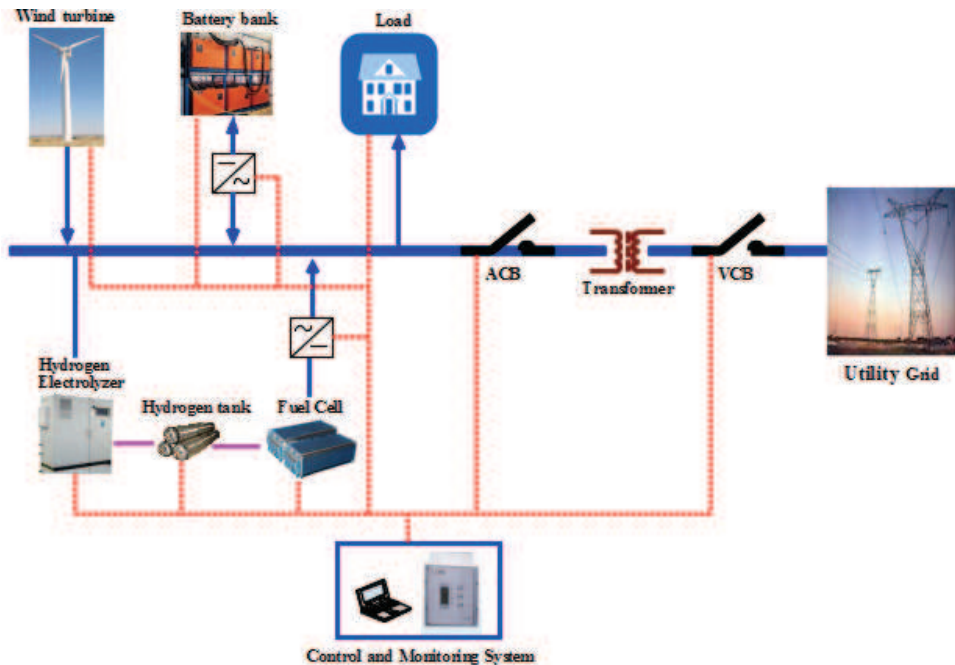 Wind turbine
Battery bank
Load
ACB
Transformer
VCB
Utility Grid
Hydrogen
Electrolyzer
Hydrogen tank
Fuel Cell
Control and Monitoring System